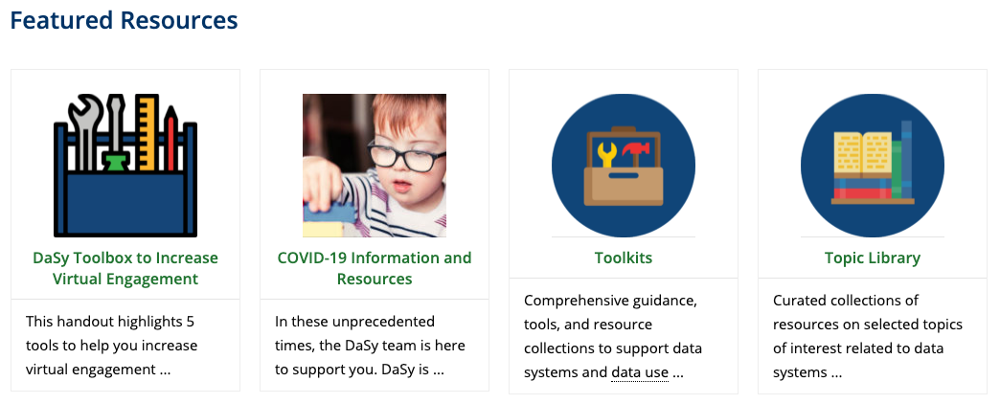 Featured Resources
DaSy Toolbox to Increase
Virtual Engagement
This handout highlights 5
tools to help you increase
virtual engagement ...
COVID-19 Information and
Resources
In these unprecedented
times, the DaSy team is here
to support you. DaSy is ...
Toolkits
Comprehensive guidance,
tools, and resource
collections to support data
systems and data use ...
Topic Library
Curated collections of
resources on selected topics
of interest related to data
systems ...